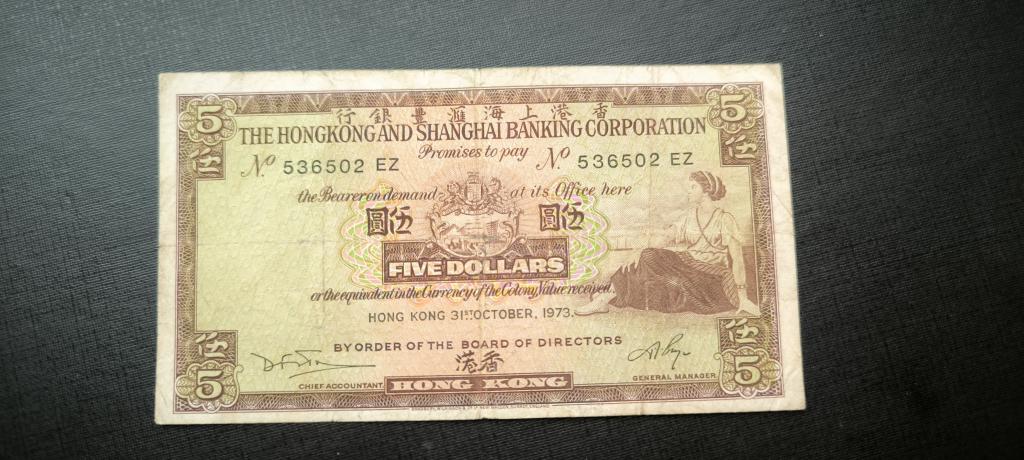 5 5
行銀豐滙海上港香
THE HONGKONG AND SHANGHAI BANKING CORPORATION
伍 伍
Promises to pay
Nº 536502 EZ Nº 536502 EZ
the Bearer on demand at its Office here
圓伍 圓伍
FIVE DOLLARS
or the equivalent in the Currency of the Colony, Value received.
HONG KONG 31ST OCTOBER, 1973.
BY ORDER OF THE BOARD OF DIRECTORS
伍 伍
港香
CHIEF ACCOUNTANT. GENERAL MANAGER.
5 HONG KONG 5